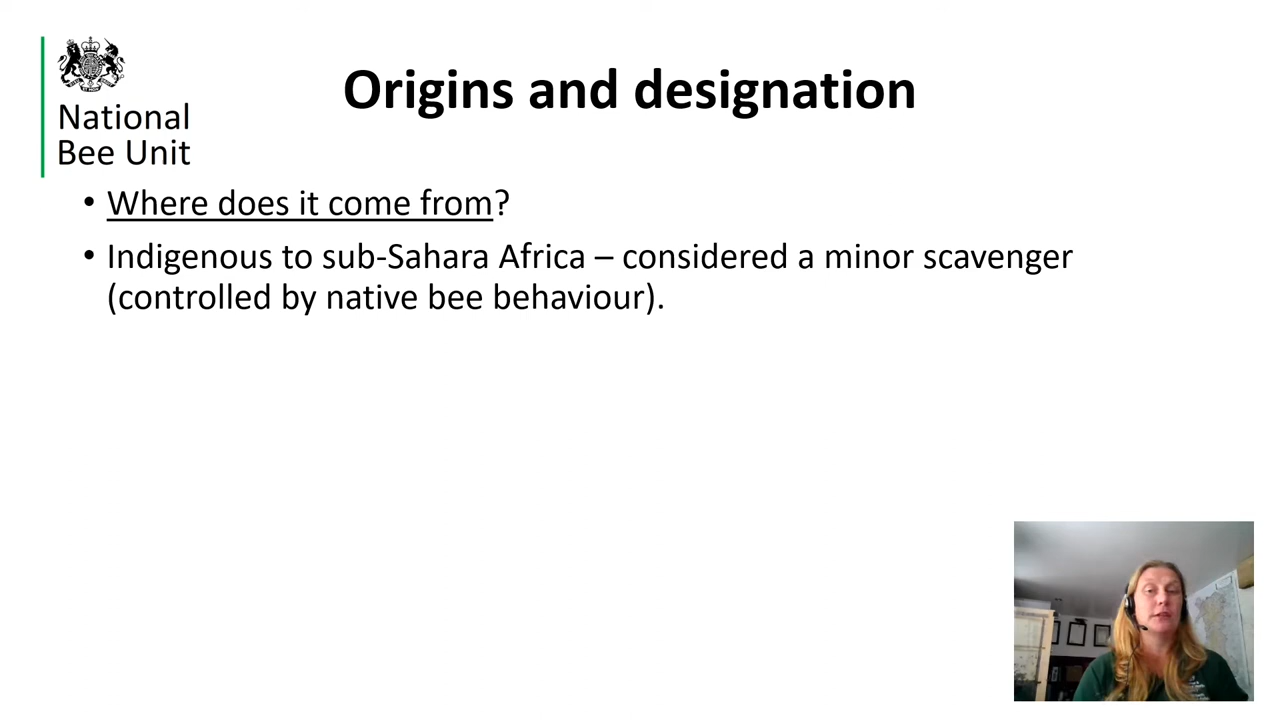 National
Bee Unit
Origins and designation
• Where does it come from?
• Indigenous to sub-Sahara Africa – considered a minor scavenger
(controlled by native bee behaviour).